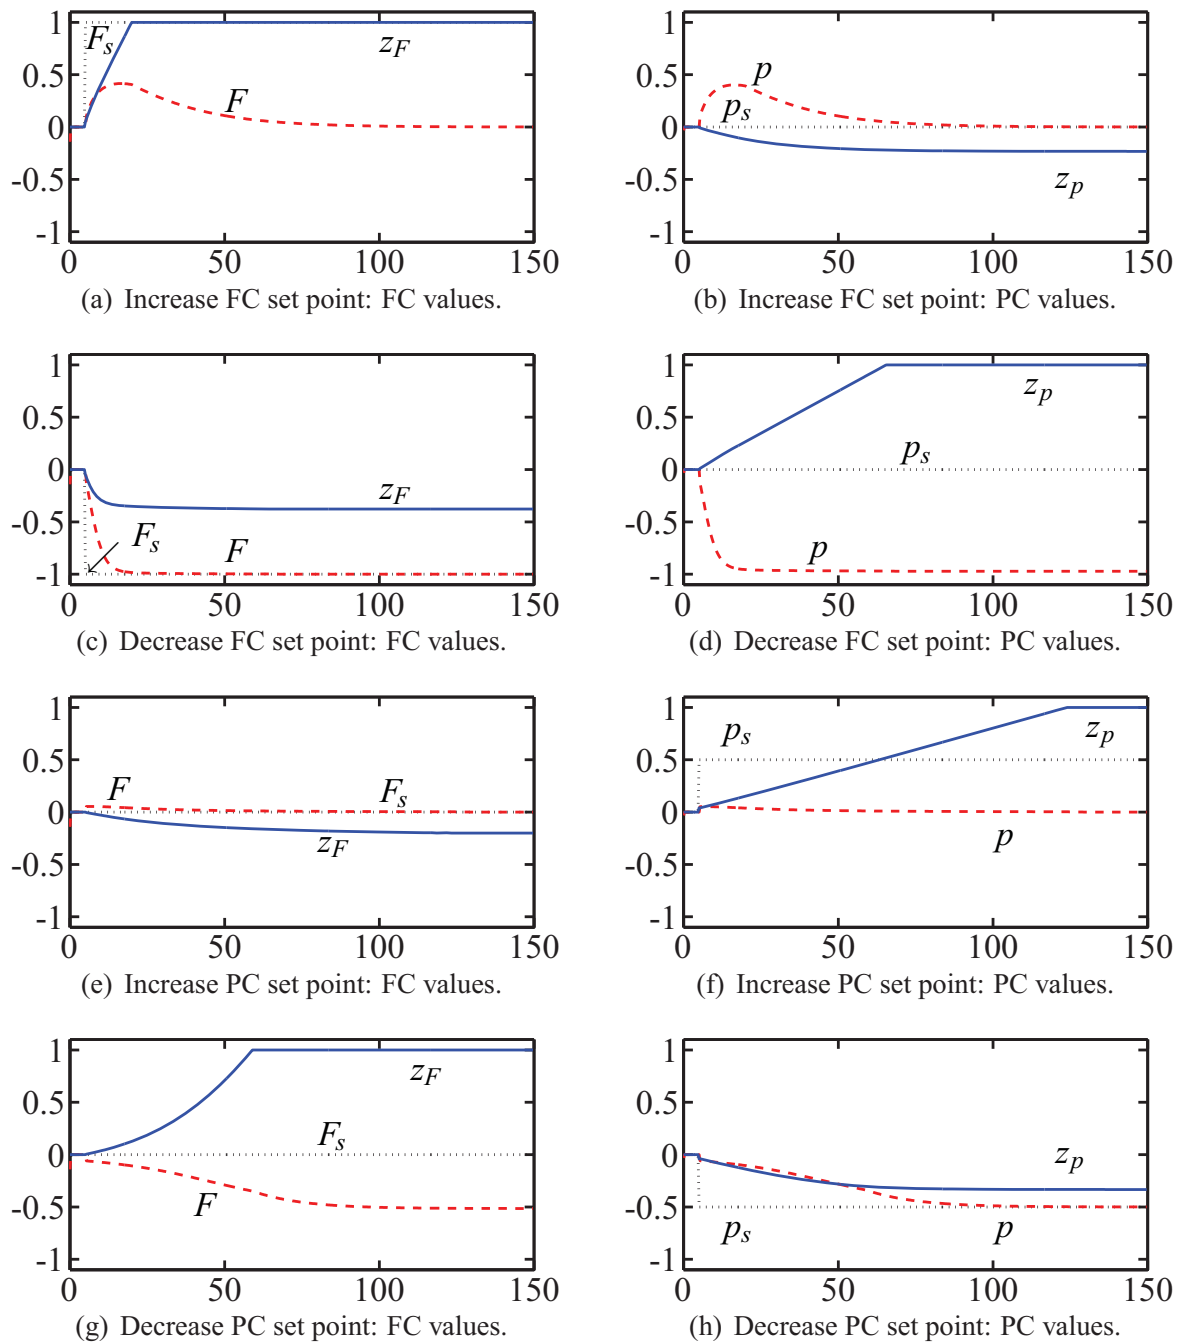 1
0.5
0
-0.5
-1
F_s
z_F
F
0 50 100 150
(a) Increase FC set point: FC values.
1
0.5
0
-0.5
-1
p
p_s
z_p
0 50 100 150
(b) Increase FC set point: PC values.
1
0.5
0
-0.5
-1
z_F
F_s
F
0 50 100 150
(c) Decrease FC set point: FC values.
1
0.5
0
-0.5
-1
z_p
p_s
p
0 50 100 150
(d) Decrease FC set point: PC values.
1
0.5
0
-0.5
-1
F
F_s
z_F
0 50 100 150
(e) Increase PC set point: FC values.
1
0.5
0
-0.5
-1
p_s
z_p
p
0 50 100 150
(f) Increase PC set point: PC values.
1
0.5
0
-0.5
-1
z_F
F_s
F
0 50 100 150
(g) Decrease PC set point: FC values.
1
0.5
0
-0.5
-1
z_p
p_s
p
0 50 100 150
(h) Decrease PC set point: PC values.